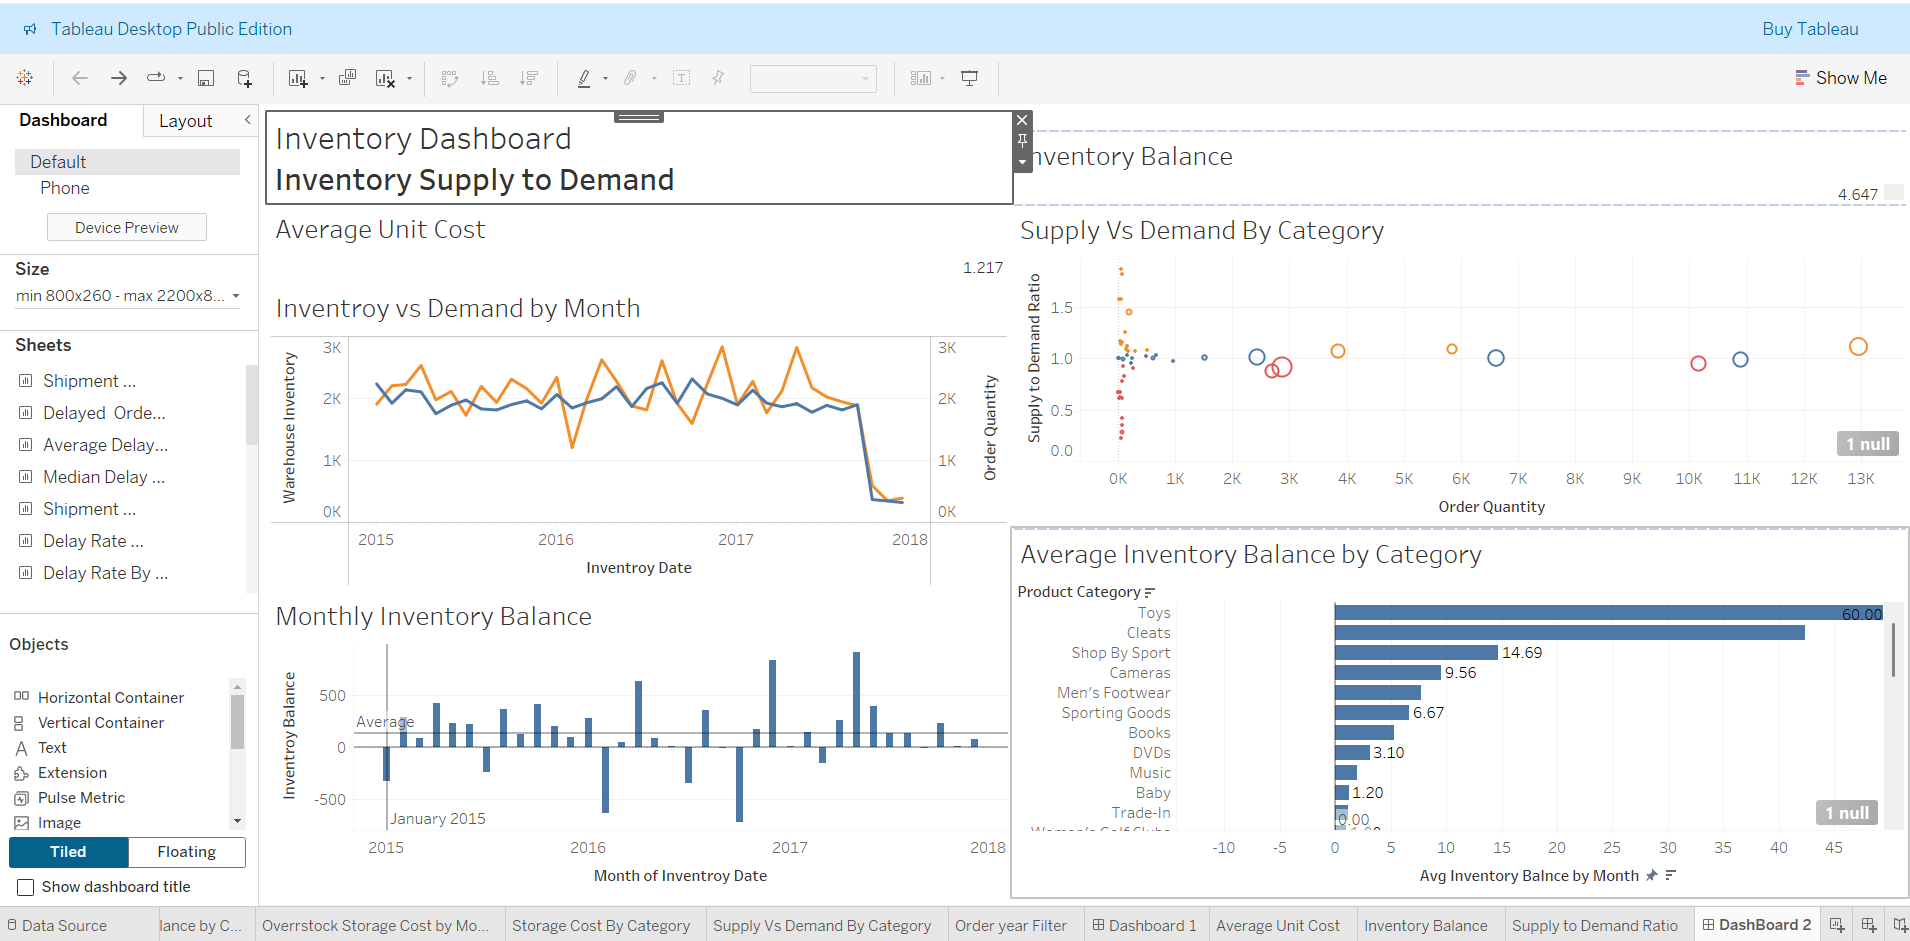 Tableau Desktop Public Edition
Buy Tableau
Show Me
Dashboard
Layout
Default
Phone
Device Preview
Size
min 800x260 - max 2200x8...
Sheets
Shipment ...
Delayed Orde...
Average Delay...
Median Delay ...
Shipment ...
Delay Rate ...
Delay Rate By ...
Objects
Horizontal Container
Vertical Container
Text
Extension
Pulse Metric
Image
Tiled
Floating
Show dashboard title
Inventory Dashboard
Inventory Supply to Demand
Average Unit Cost
1.217
Inventroy vs Demand by Month
Warehouse Inventory
3K
2K
1K
0K
3K
2K
1K
0K
Order Quantity
2015
2016
2017
2018
Inventroy Date
Monthly Inventory Balance
Inventroy Balance
500
0
-500
Average
January 2015
2015
2016
2017
2018
Month of Inventroy Date
nventory Balance
4.647
Supply Vs Demand By Category
Supply to Demand Ratio
1.5
1.0
0.5
0.0
1 null
0K
1K
2K
3K
4K
5K
6K
7K
8K
9K
10K
11K
12K
13K
Order Quantity
Average Inventory Balance by Category
Product Category
Toys
60.00
Cleats
Shop By Sport
14.69
Cameras
9.56
Men's Footwear
Sporting Goods
6.67
Books
DVDs
3.10
Music
Baby
1.20
Trade-In
0.00
Women's Golf Clubs
1 null
-10
-5
0
5
10
15
20
25
30
35
40
45
Avg Inventory Balnce by Month
Data Source
lance by C...
Overrstock Storage Cost by Mo...
Storage Cost By Category
Supply Vs Demand By Category
Order year Filter
Dashboard 1
Average Unit Cost
Inventory Balance
Supply to Demand Ratio
DashBoard 2